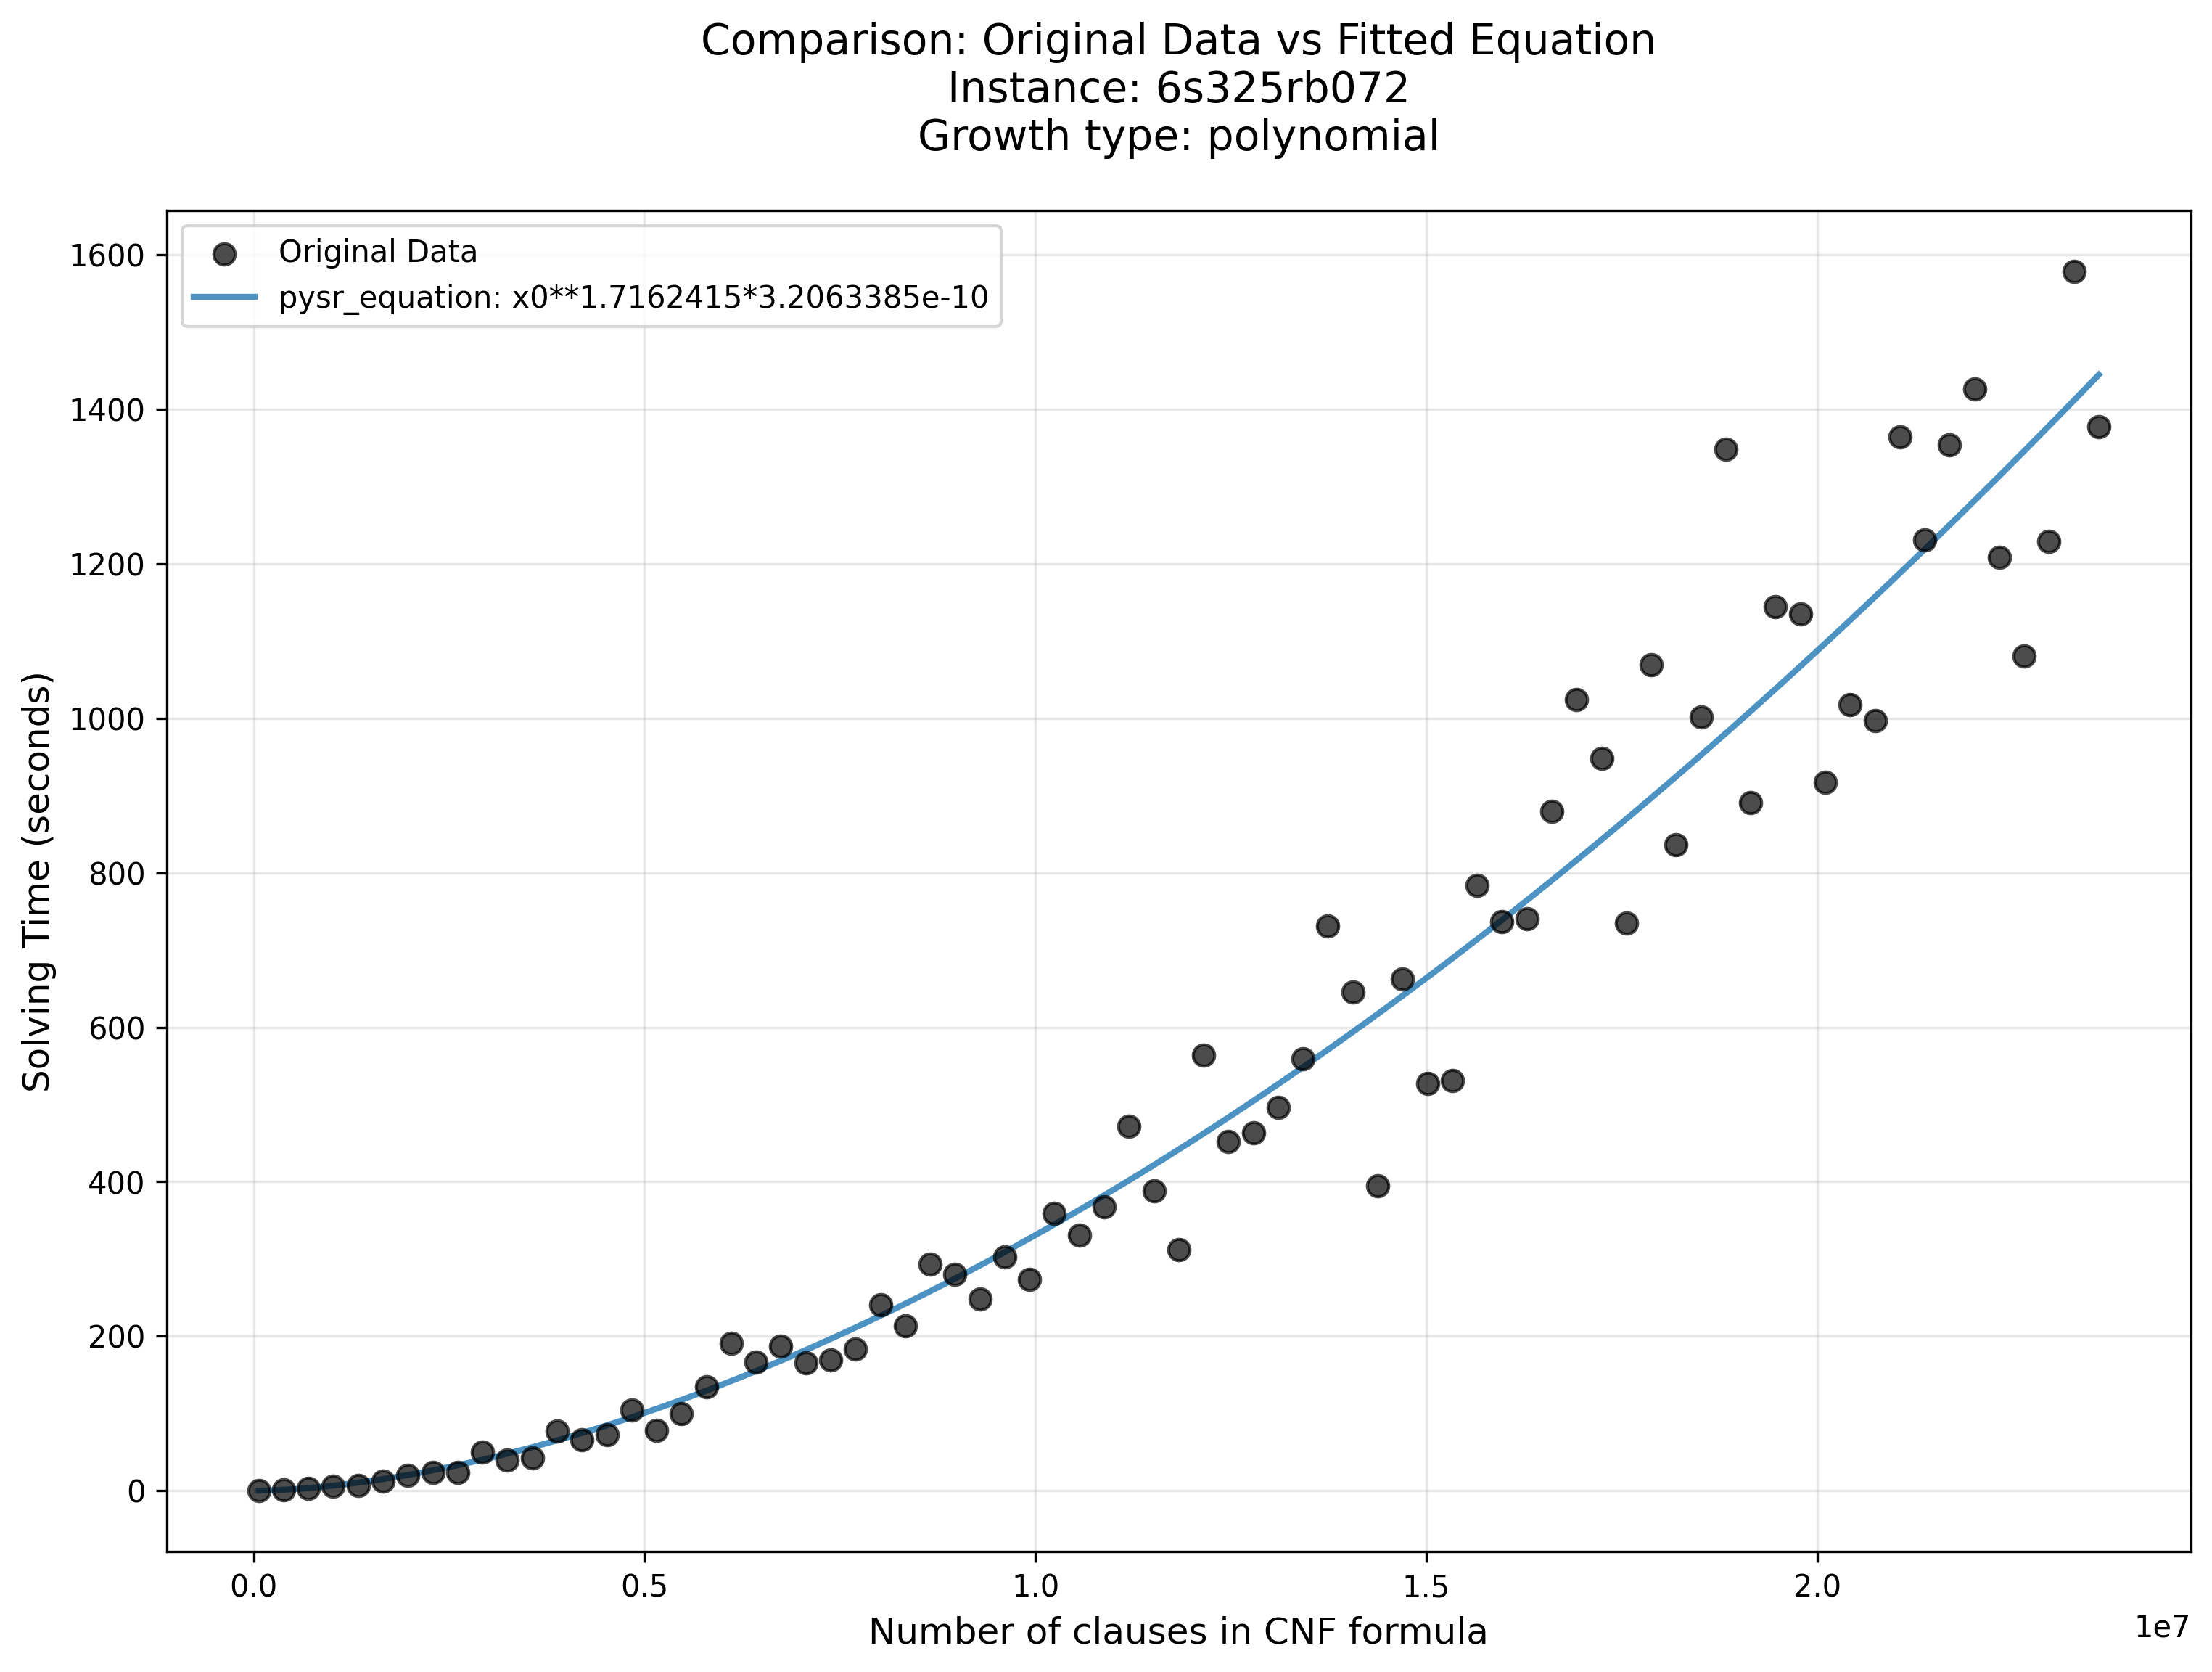 Comparison: Original Data vs Fitted Equation
Instance: 6s325rb072
Growth type: polynomial
Original Data
pysr_equation: x0**1.7162415*3.2063385e-10
1600
1400
1200
1000
800
600
400
200
0
Solving Time (seconds)
0.0
0.5
1.0
1.5
2.0
1e7
Number of clauses in CNF formula